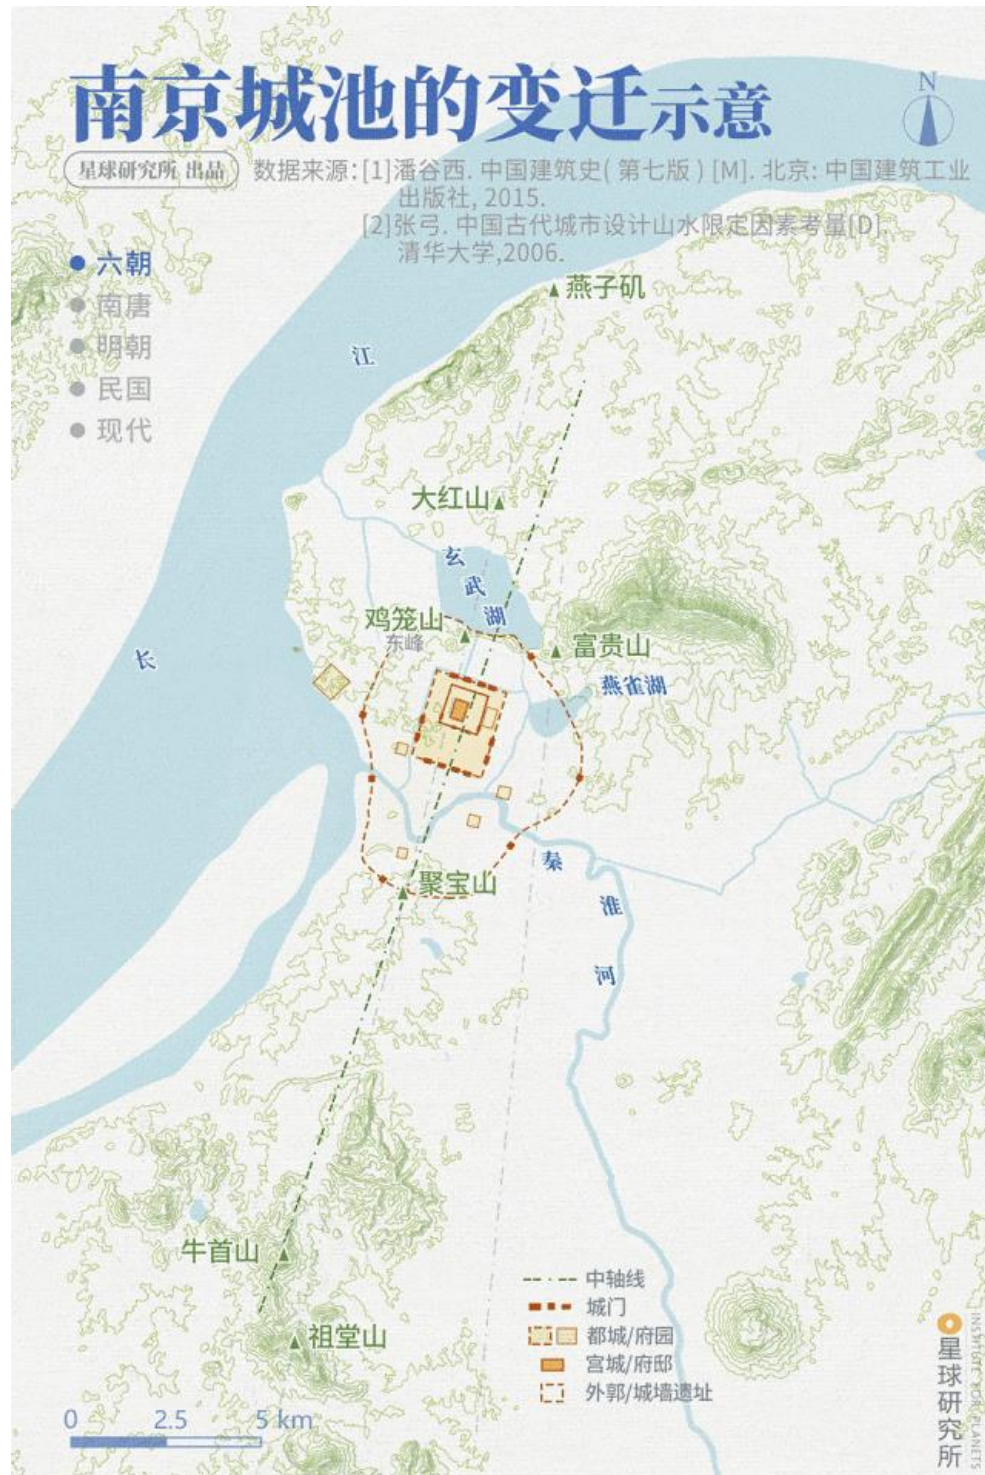 南京城池的变迁示意
N
星球研究所 出品
数据来源:[1]潘谷西. 中国建筑史(第七版)[M]. 北京: 中国建筑工业
出版社, 2015.
[2]张弓. 中国古代城市设计山水限定因素考量[D].
清华大学,2006.
六朝
南唐
明朝
民国
现代
燕子矶
江
大红山
玄
武
湖
鸡笼山
东峰
富贵山
燕雀湖
长
聚宝山
秦
淮
河
牛首山
祖堂山
中轴线
城门
都城/府园
宫城/府邸
外郭/城墙遗址
0 2.5 5 km
星球研究所
INSTITUTE FOR PLANETS